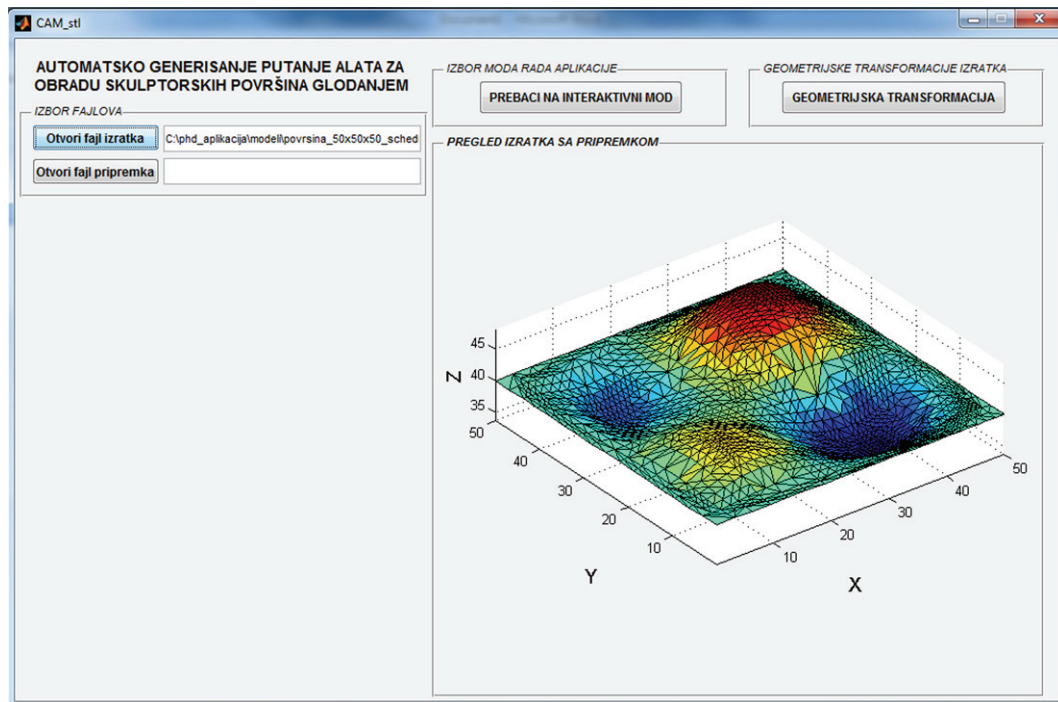 CAM_stl
AUTOMATSKO GENERISANJE PUTANJE ALATA ZA
OBRADU SKULPTORSKIH POVRŠINA GLODANJEM
IZBOR FAJLOVA
Otvori fajl izratka
C:\phd_aplikacija\modeli\povrsina_50x50x50_sched
Otvori fajl pripremka
IZBOR MODA RADA APLIKACIJE
PREBACI NA INTERAKTIVNI MOD
GEOMETRIJSKE TRANSFORMACIJE IZRATKA
GEOMETRIJSKA TRANSFORMACIJA
PREGLED IZRATKA SA PRIPREMKOM
45
40
35
Z
50
40
30
20
10
Y
10
20
30
40
50
X